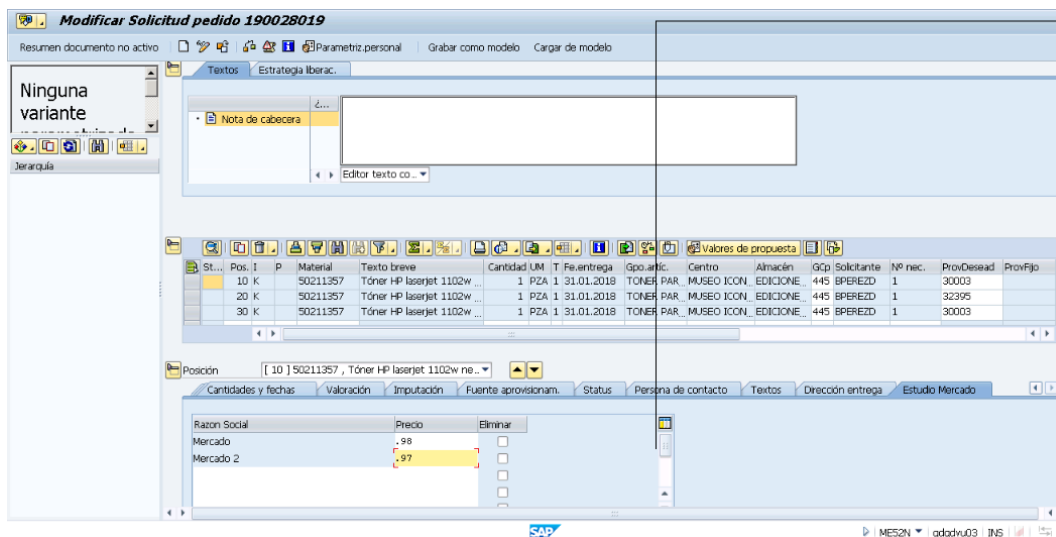 Modificar Solicitud pedido 190028019
Resumen documento no activo Parametriz.personal Grabar como modelo Cargar de modelo
Ninguna
variante
Jerarquía
Textos Estrategia liberac.
¿...
Nota de cabecera
Editor texto co...
Valores de propuesta
St... Pos. I P Material Texto breve Cantidad UM T Fe.entrega Gpo.artíc. Centro Almacén GCp Solicitante Nº nec. ProvDesead ProvFijo
10 K 50211357 Tóner HP laserjet 1102w ... 1 PZA 1 31.01.2018 TONER PAR... MUSEO ICON... EDICIONE... 445 BPEREZD 1 30003
20 K 50211357 Tóner HP laserjet 1102w ... 1 PZA 1 31.01.2018 TONER PAR... MUSEO ICON... EDICIONE... 445 BPEREZD 1 32395
30 K 50211357 Tóner HP laserjet 1102w ... 1 PZA 1 31.01.2018 TONER PAR... MUSEO ICON... EDICIONE... 445 BPEREZD 1 30003
Posición [ 10 ] 50211357 , Tóner HP laserjet 1102w ne...
Cantidades y fechas Valoración Imputación Fuente aprovisionam. Status Persona de contacto Textos Dirección entrega Estudio Mercado
Razon Social Precio Eliminar
Mercado .98
Mercado 2 .97
SAP ME52N qdqdvu03 INS